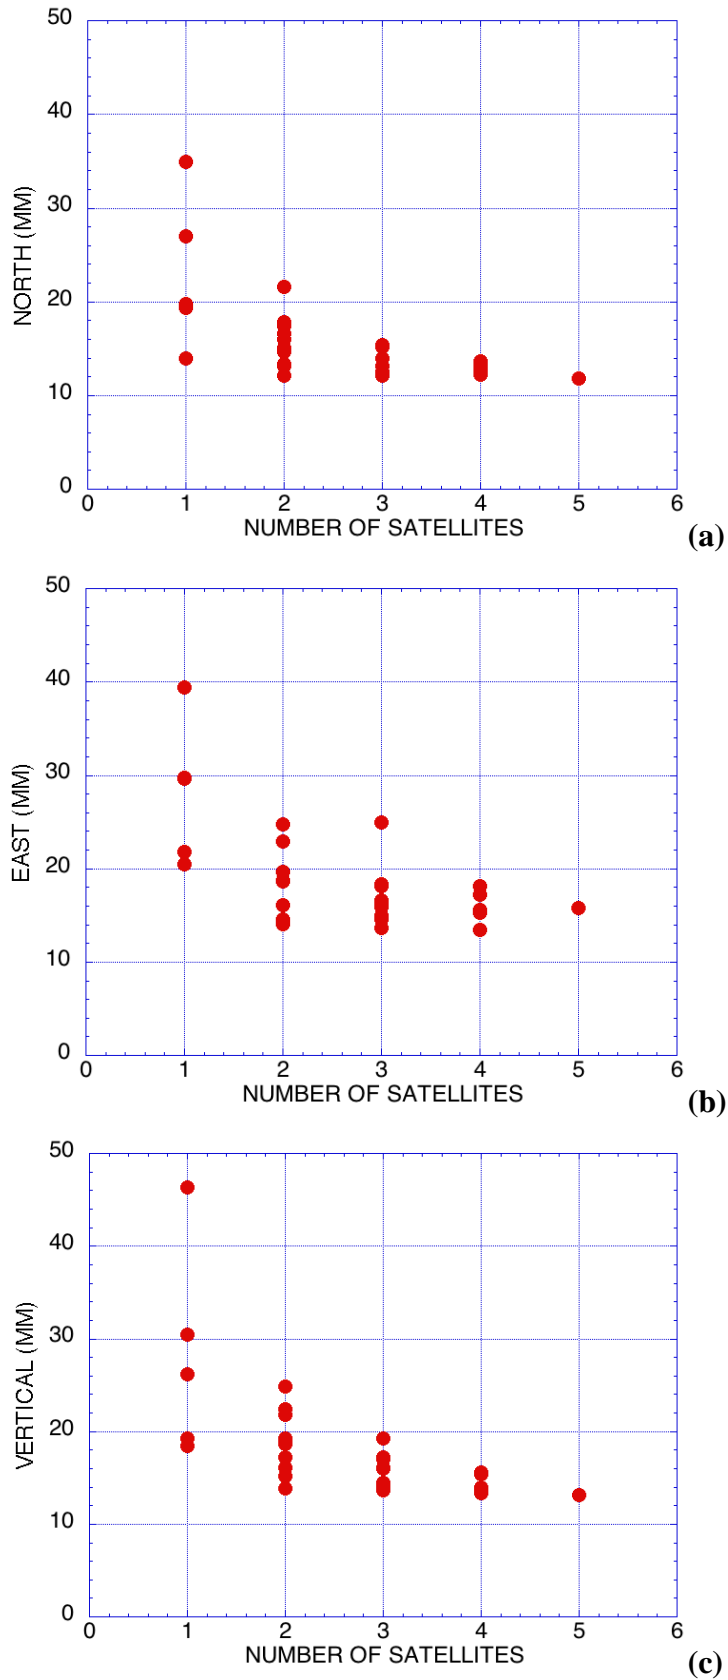 50
40
30
20
10
0
NORTH (MM)
0 1 2 3 4 5 6
NUMBER OF SATELLITES
(a)
50
40
30
20
10
0
EAST (MM)
0 1 2 3 4 5 6
NUMBER OF SATELLITES
(b)
50
40
30
20
10
0
VERTICAL (MM)
0 1 2 3 4 5 6
NUMBER OF SATELLITES
(c)